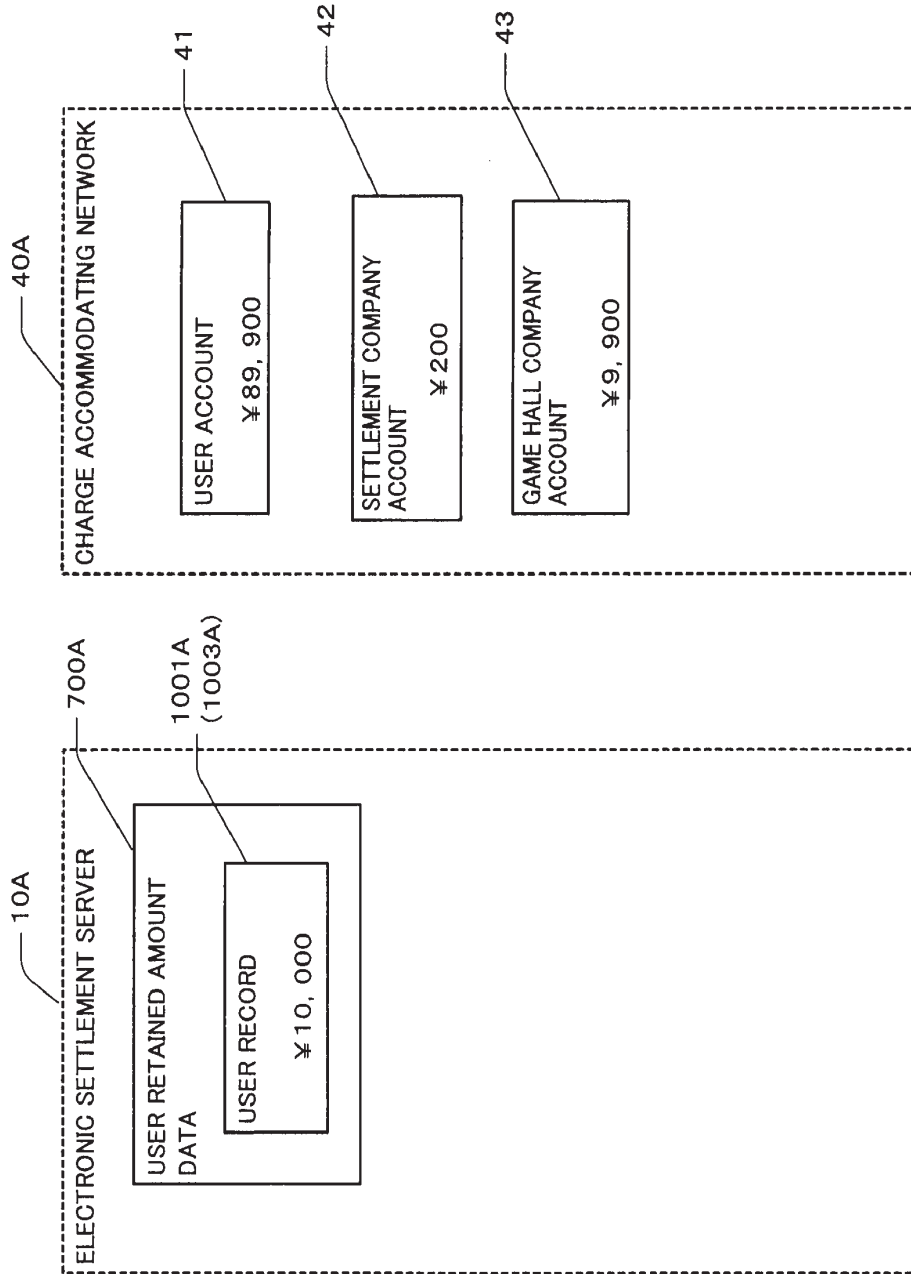 10A
ELECTRONIC SETTLEMENT SERVER
700A
USER RETAINED AMOUNT
DATA
1001A
(1003A)
USER RECORD
¥10, 000
40A
CHARGE ACCOMMODATING NETWORK
41
USER ACCOUNT
¥89, 900
42
SETTLEMENT COMPANY
ACCOUNT
¥200
43
GAME HALL COMPANY
ACCOUNT
¥9, 900